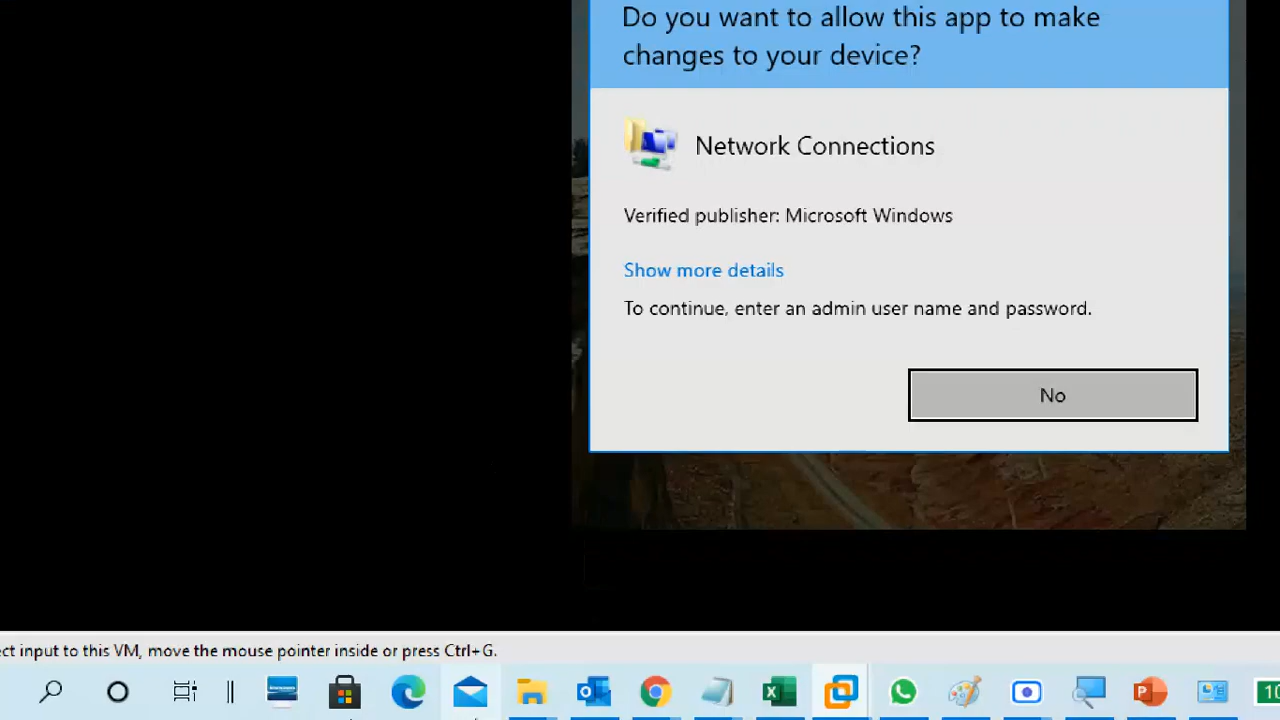 Do you want to allow this app to make
changes to your device?
Network Connections
Verified publisher: Microsoft Windows
Show more details
To continue, enter an admin user name and password.
No
input to this VM, move the mouse pointer inside or press Ctrl+G.